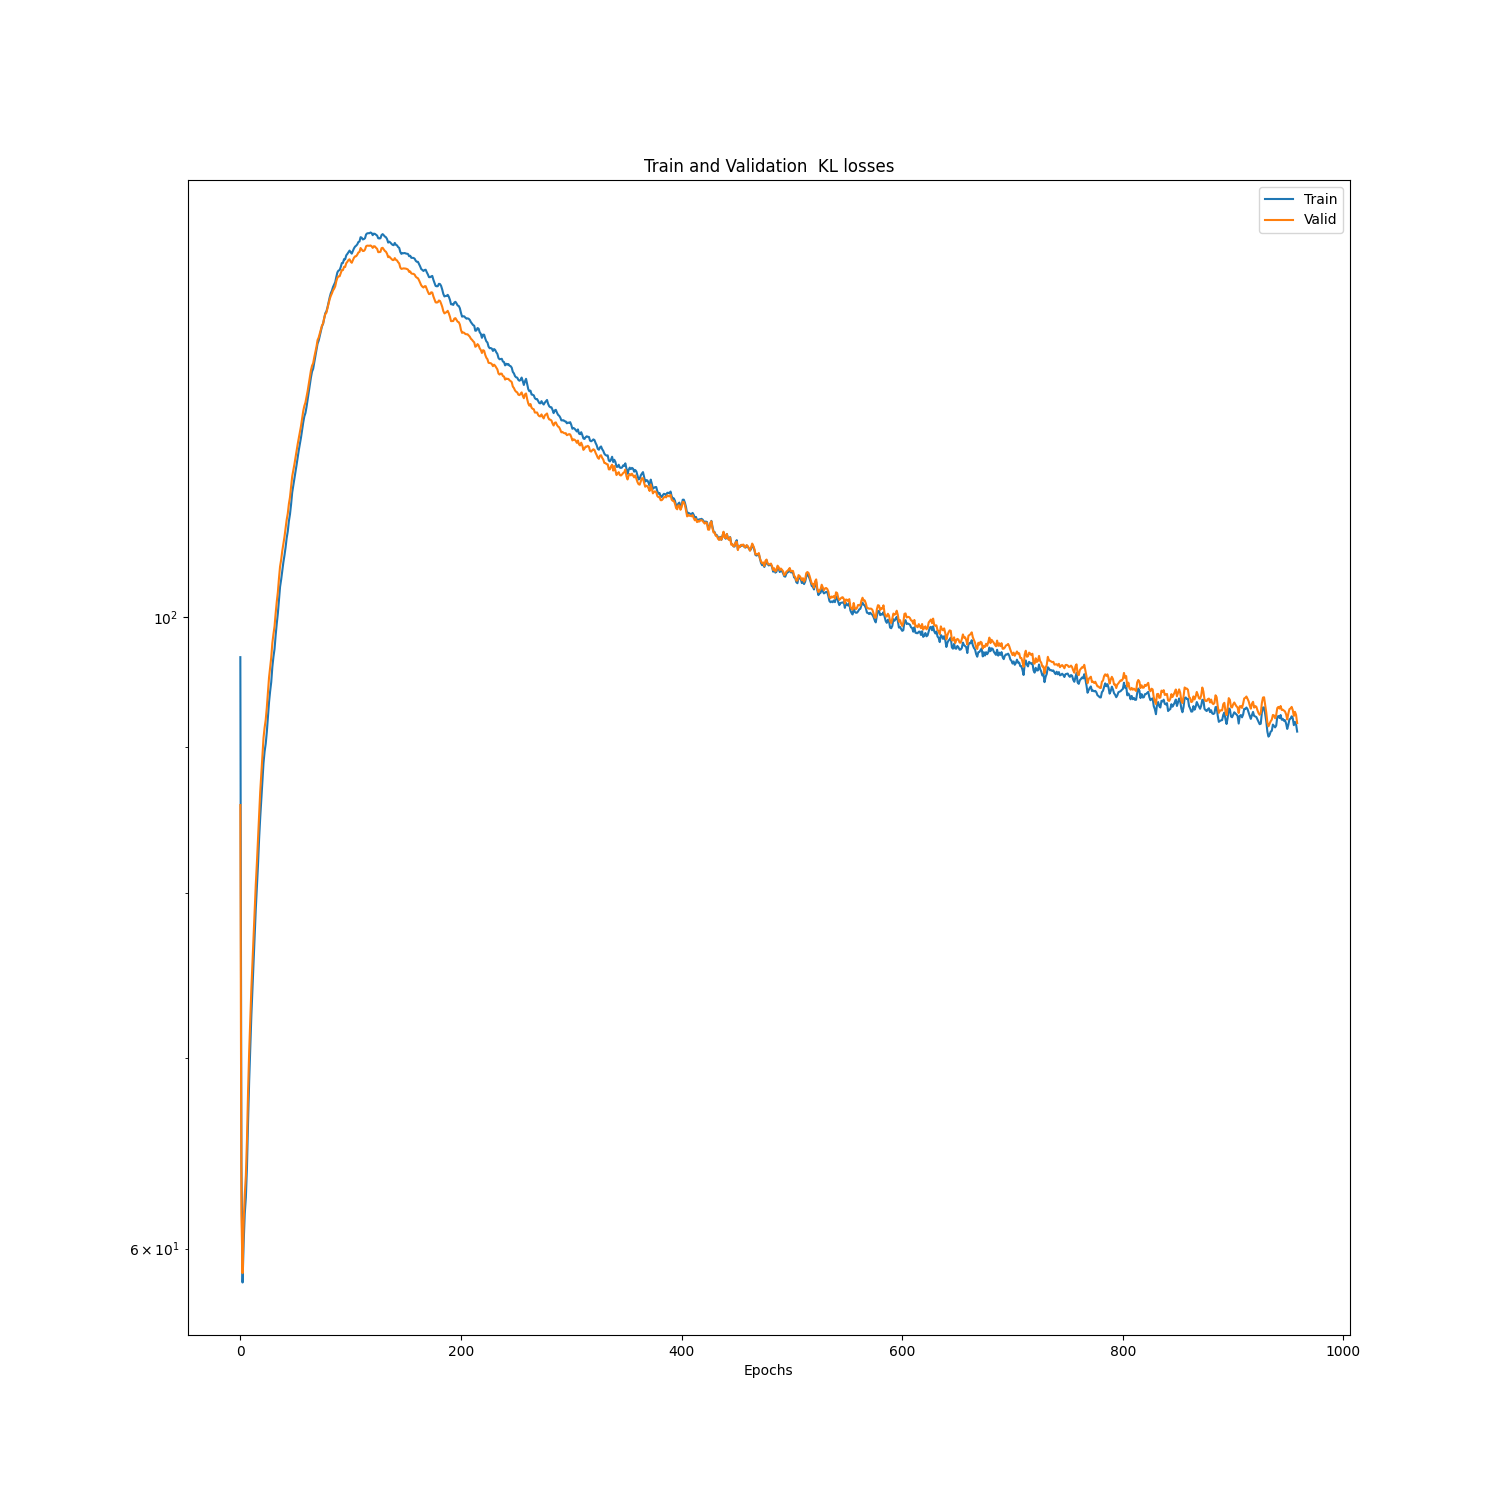 Train and Validation  KL losses
Train
Valid
10²
6 × 10¹
0 200 400 600 800 1000
Epochs